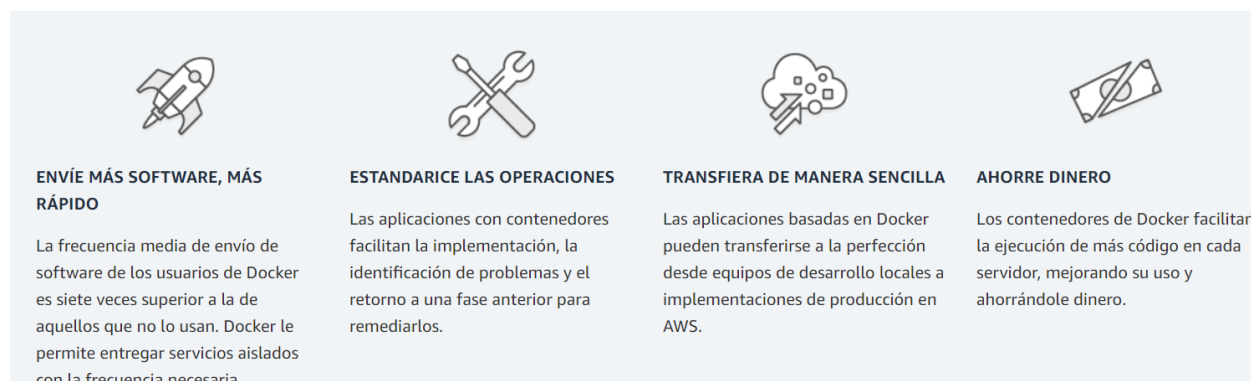 ENVÍE MÁS SOFTWARE, MÁS
RÁPIDO
La frecuencia media de envío de
software de los usuarios de Docker
es siete veces superior a la de
aquellos que no lo usan. Docker le
permite entregar servicios aislados
con la frecuencia necesaria
ESTANDARICE LAS OPERACIONES
Las aplicaciones con contenedores
facilitan la implementación, la
identificación de problemas y el
retorno a una fase anterior para
remediarlos.
TRANSFIERA DE MANERA SENCILLA
Las aplicaciones basadas en Docker
pueden transferirse a la perfección
desde equipos de desarrollo locales a
implementaciones de producción en
AWS.
AHORRE DINERO
Los contenedores de Docker facilitan
la ejecución de más código en cada
servidor, mejorando su uso y
ahorrándole dinero.